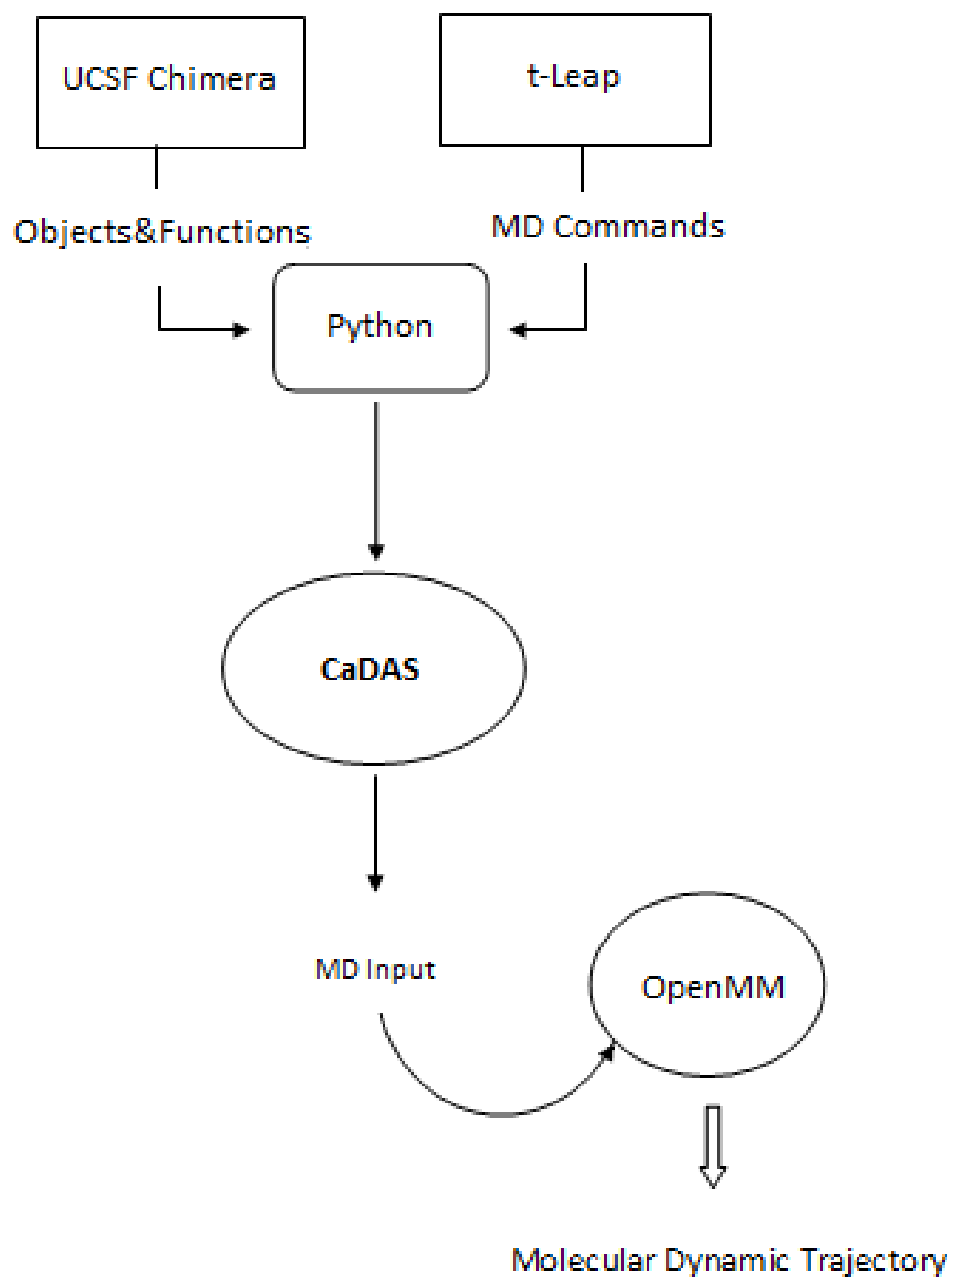 UCSF Chimera
t-Leap
Objects&Functions
MD Commands
Python
CaDAS
MD Input
OpenMM
Molecular Dynamic Trajectory